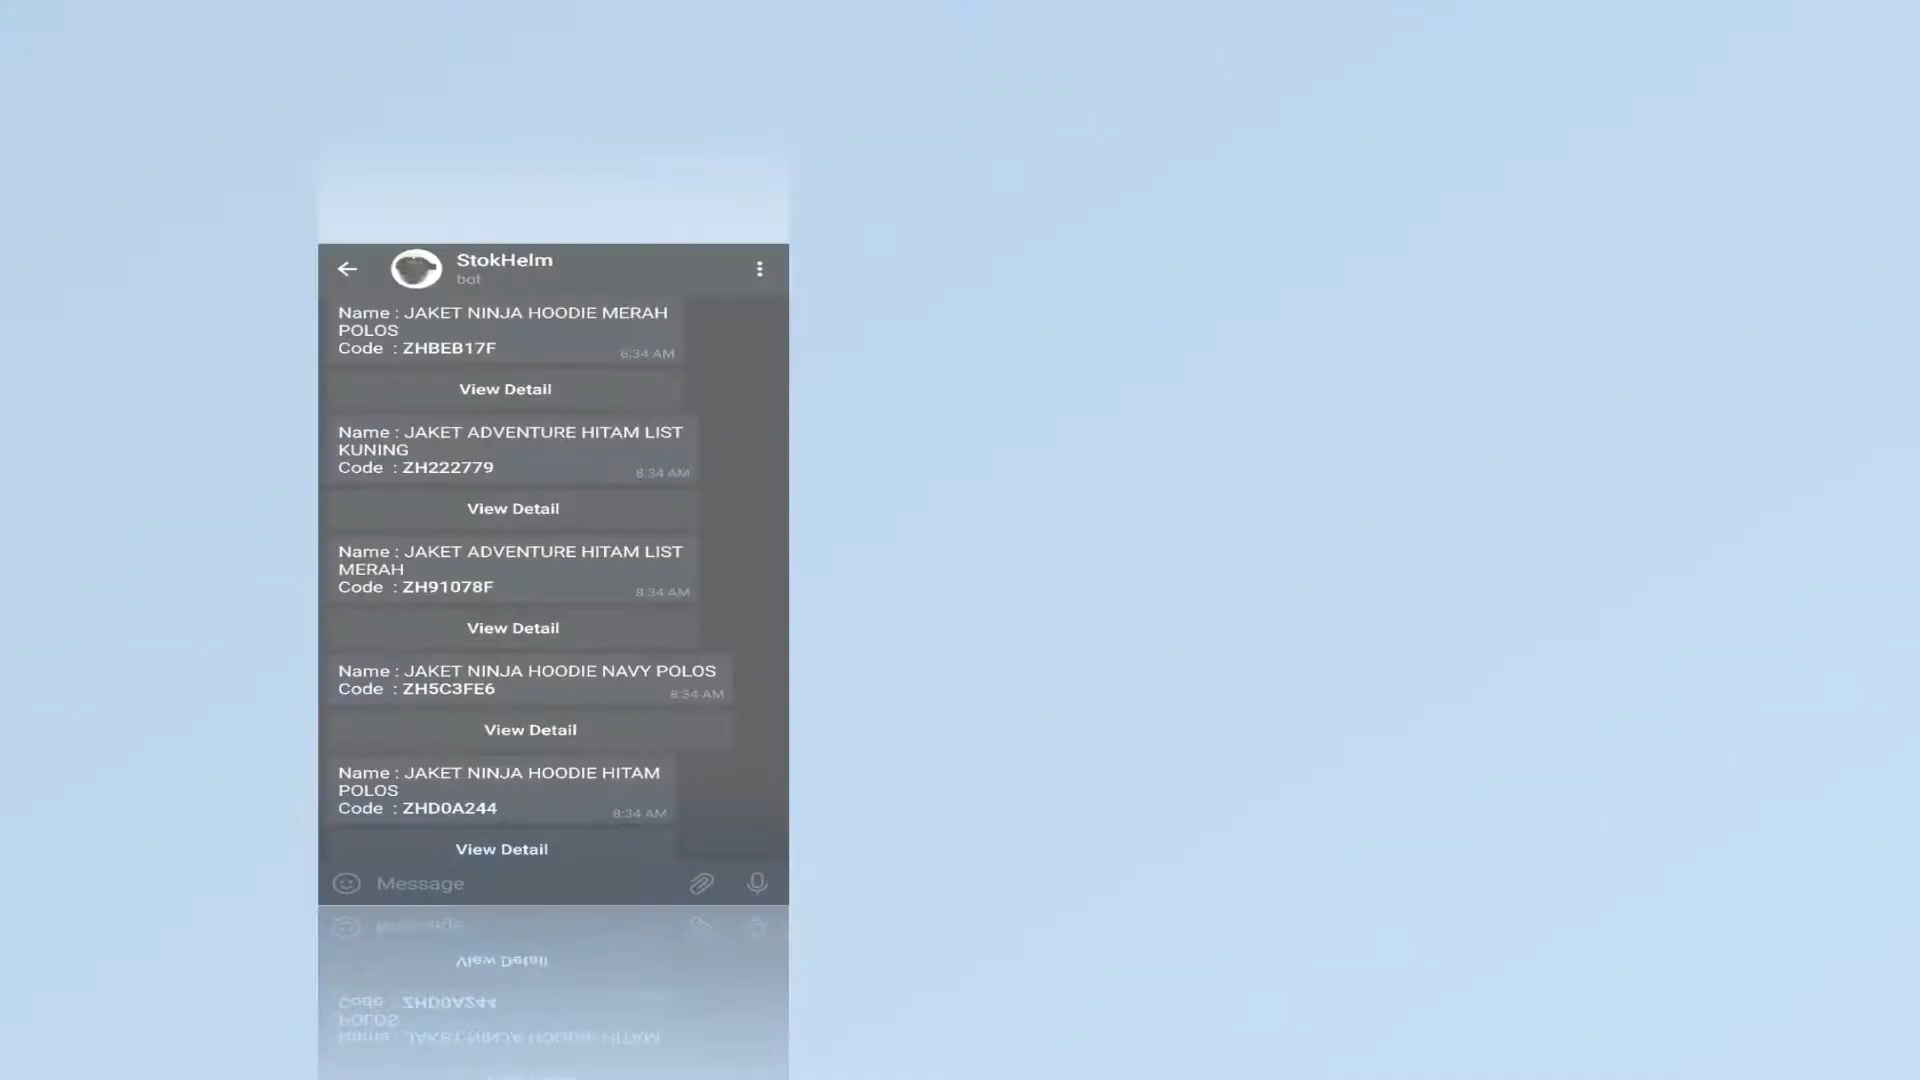 StokHelm
bot
Name : JAKET NINJA HOODIE MERAH
POLOS
Code : ZHBEB17F
8:34 AM
View Detail
Name : JAKET ADVENTURE HITAM LIST
KUNING
Code : ZH222779
8:34 AM
View Detail
Name : JAKET ADVENTURE HITAM LIST
MERAH
Code : ZH91078F
8:34 AM
View Detail
Name : JAKET NINJA HOODIE NAVY POLOS
Code : ZH5C3FE6
8:34 AM
View Detail
Name : JAKET NINJA HOODIE HITAM
POLOS
Code : ZHD0A244
8:34 AM
View Detail
Message